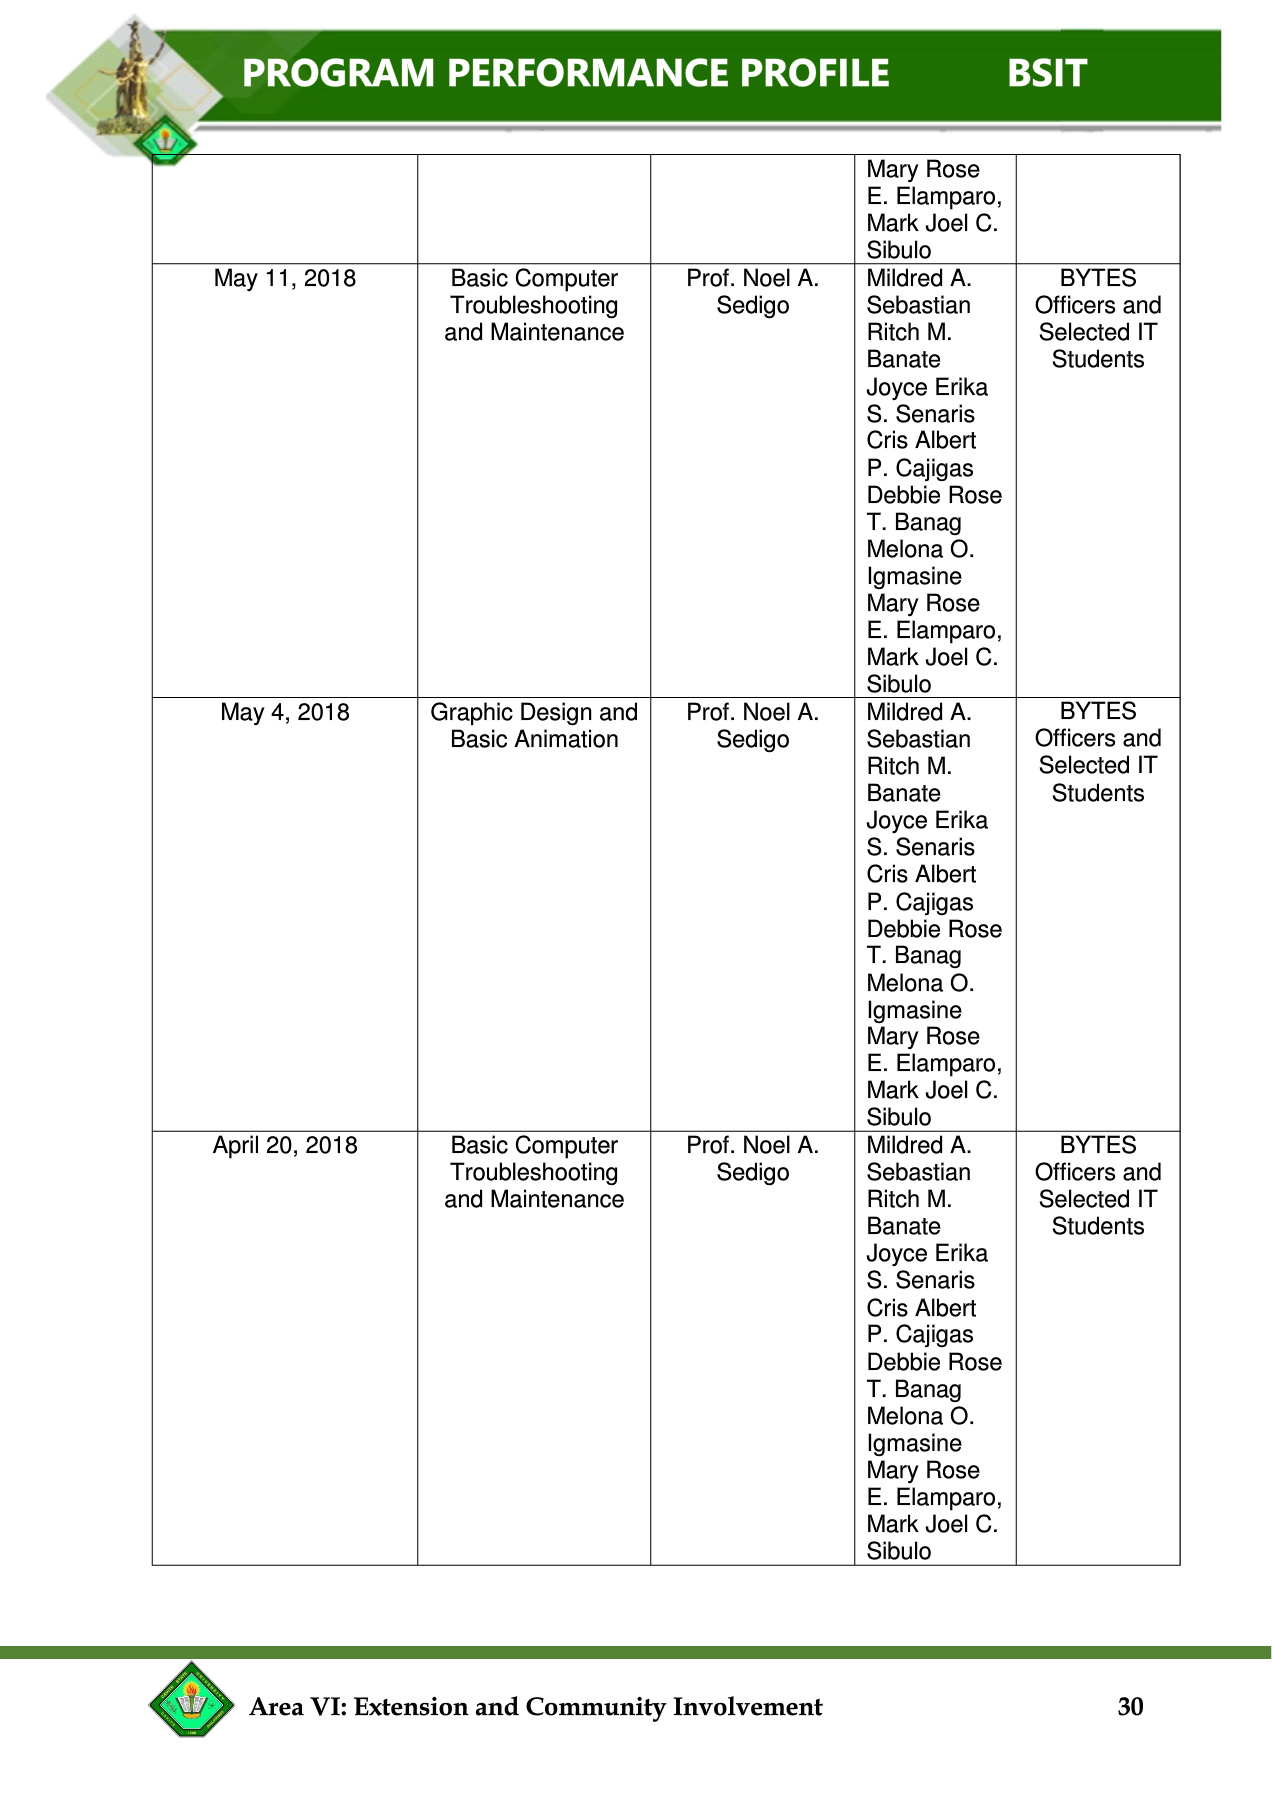 PROGRAM PERFORMANCE PROFILE BSIT
Mary Rose
E. Elamparo,
Mark Joel C.
Sibulo
May 11, 2018
Basic Computer
Troubleshooting
and Maintenance
Prof. Noel A.
Sedigo
Mildred A.
Sebastian
Ritch M.
Banate
Joyce Erika
S. Senaris
Cris Albert
P. Cajigas
Debbie Rose
T. Banag
Melona O.
Igmasine
Mary Rose
E. Elamparo,
Mark Joel C.
Sibulo
BYTES
Officers and
Selected IT
Students
May 4, 2018
Graphic Design and
Basic Animation
Prof. Noel A.
Sedigo
Mildred A.
Sebastian
Ritch M.
Banate
Joyce Erika
S. Senaris
Cris Albert
P. Cajigas
Debbie Rose
T. Banag
Melona O.
Igmasine
Mary Rose
E. Elamparo,
Mark Joel C.
Sibulo
BYTES
Officers and
Selected IT
Students
April 20, 2018
Basic Computer
Troubleshooting
and Maintenance
Prof. Noel A.
Sedigo
Mildred A.
Sebastian
Ritch M.
Banate
Joyce Erika
S. Senaris
Cris Albert
P. Cajigas
Debbie Rose
T. Banag
Melona O.
Igmasine
Mary Rose
E. Elamparo,
Mark Joel C.
Sibulo
BYTES
Officers and
Selected IT
Students
Area VI: Extension and Community Involvement 30